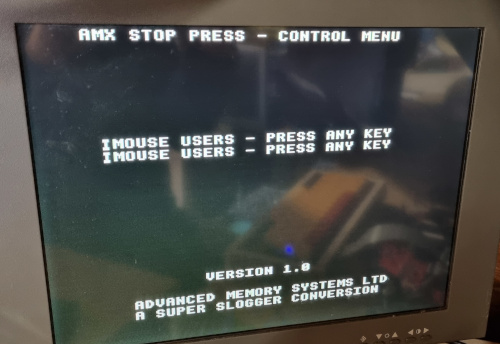 AMX STOP PRESS - CONTROL MENU
IMOUSE USERS - PRESS ANY KEY
IMOUSE USERS - PRESS ANY KEY
VERSION 1.0
ADVANCED MEMORY SYSTEMS LTD
A SUPER SLOGGER CONVERSION